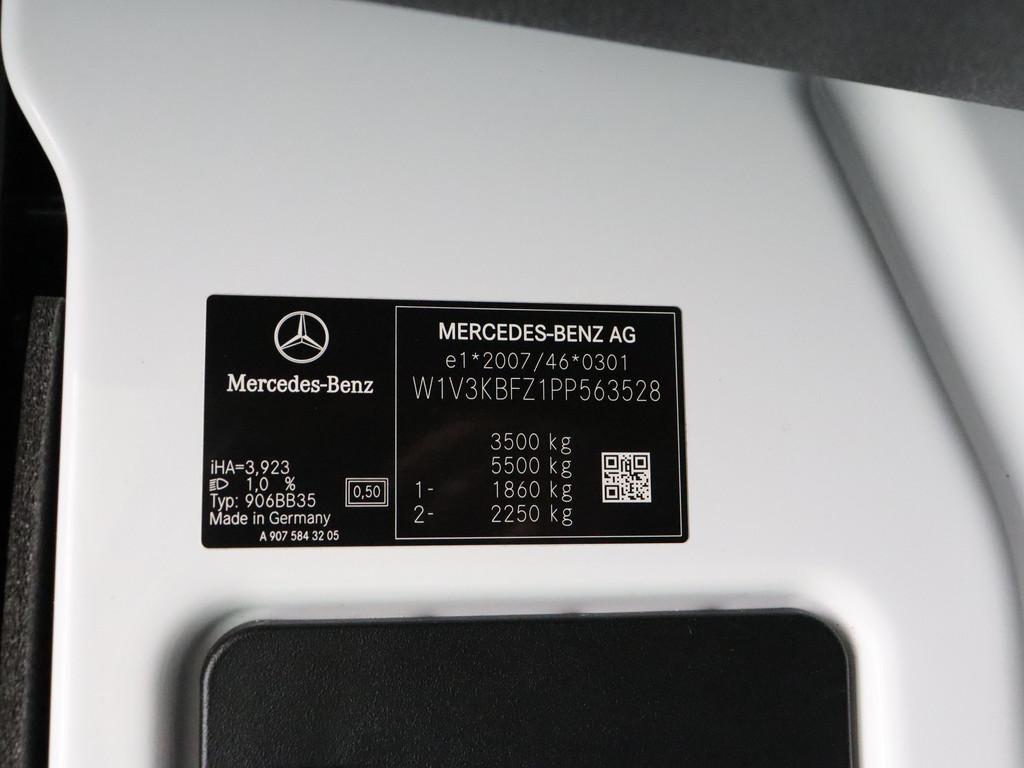 Mercedes-Benz
iHA=3,923
1,0 %
Typ: 906BB35
Made in Germany
A 907 584 32 05
0,50
MERCEDES-BENZ AG
e1*2007/46*0301
W1V3KBFZ1PP563528
3500 kg
5500 kg
1- 1860 kg
2- 2250 kg